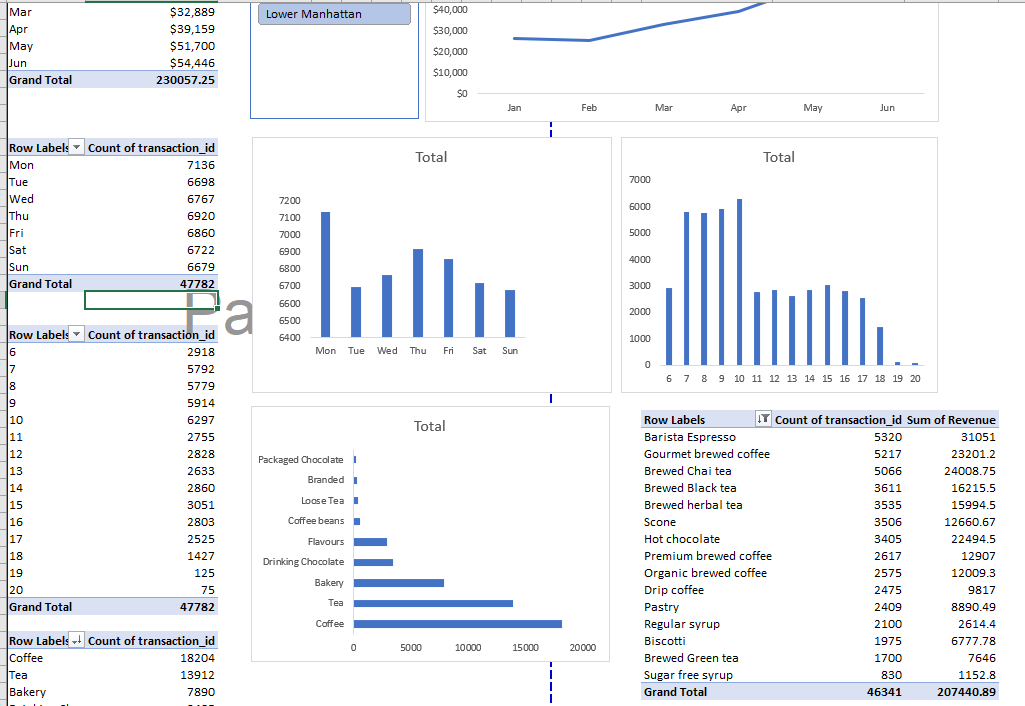 Mar $32,889
Apr $39,159
May $51,700
Jun $54,446
Grand Total 230057.25
Lower Manhattan
$40,000
$30,000
$20,000
$10,000
$0
Jan Feb Mar Apr May Jun
Row Labels Count of transaction_id
Mon 7136
Tue 6698
Wed 6767
Thu 6920
Fri 6860
Sat 6722
Sun 6679
Grand Total 47782
Pa
Total
7200
7100
7000
6900
6800
6700
6600
6500
6400
Mon Tue Wed Thu Fri Sat Sun
Total
7000
6000
5000
4000
3000
2000
1000
0
6 7 8 9 10 11 12 13 14 15 16 17 18 19 20
Row Labels Count of transaction_id
6 2918
7 5792
8 5779
9 5914
10 6297
11 2755
12 2828
13 2633
14 2860
15 3051
16 2803
17 2525
18 1427
19 125
20 75
Grand Total 47782
Total
Packaged Chocolate
Branded
Loose Tea
Coffee beans
Flavours
Drinking Chocolate
Bakery
Tea
Coffee
0 5000 10000 15000 20000
Row Labels Count of transaction_id Sum of Revenue
Barista Espresso 5320 31051
Gourmet brewed coffee 5217 23201.2
Brewed Chai tea 5066 24008.75
Brewed Black tea 3611 16215.5
Brewed herbal tea 3535 15994.5
Scone 3506 12660.67
Hot chocolate 3405 22494.5
Premium brewed coffee 2617 12907
Organic brewed coffee 2575 12009.3
Drip coffee 2475 9817
Pastry 2409 8890.49
Regular syrup 2100 2614.4
Biscotti 1975 6777.78
Brewed Green tea 1700 7646
Sugar free syrup 830 1152.8
Grand Total 46341 207440.89
Row Labels Count of transaction_id
Coffee 18204
Tea 13912
Bakery 7890